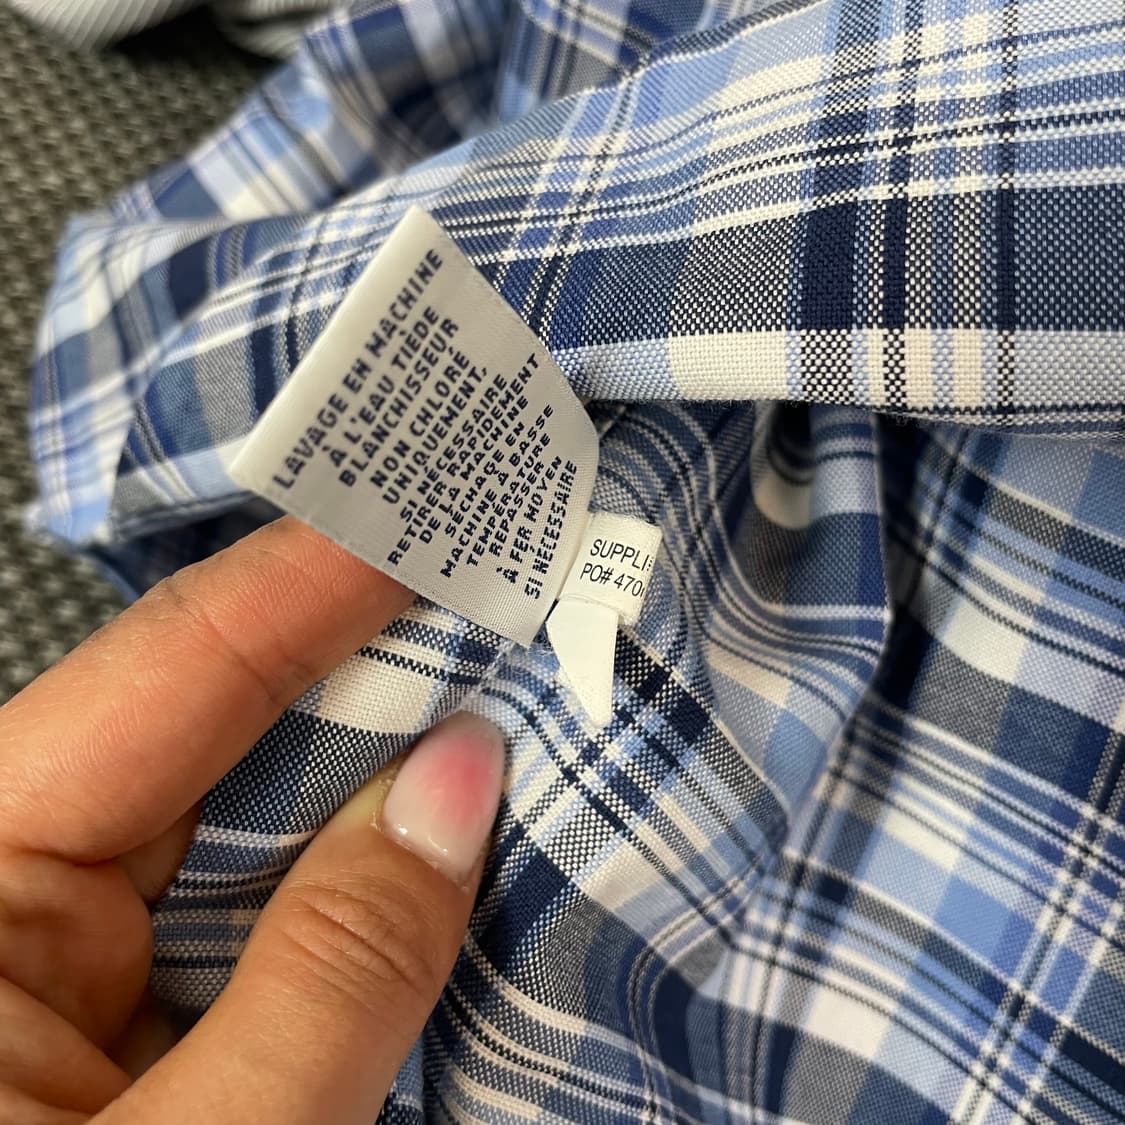 LAVAGE EN MACHINE
À L'EAU TIÈDE
BLANCHISSEUR
NON CHLORÉ
UNIQUEMENT,
SI NÉCESSAIRE
RETIRER RAPIDEMENT
DE LA MACHINE
SÉCHAGE EN
MACHINE À BASSE
TEMPÉRATURE
REPASSER
À FER MOYEN
SI NÉCESSAIRE
SUPPLI
PO# 470